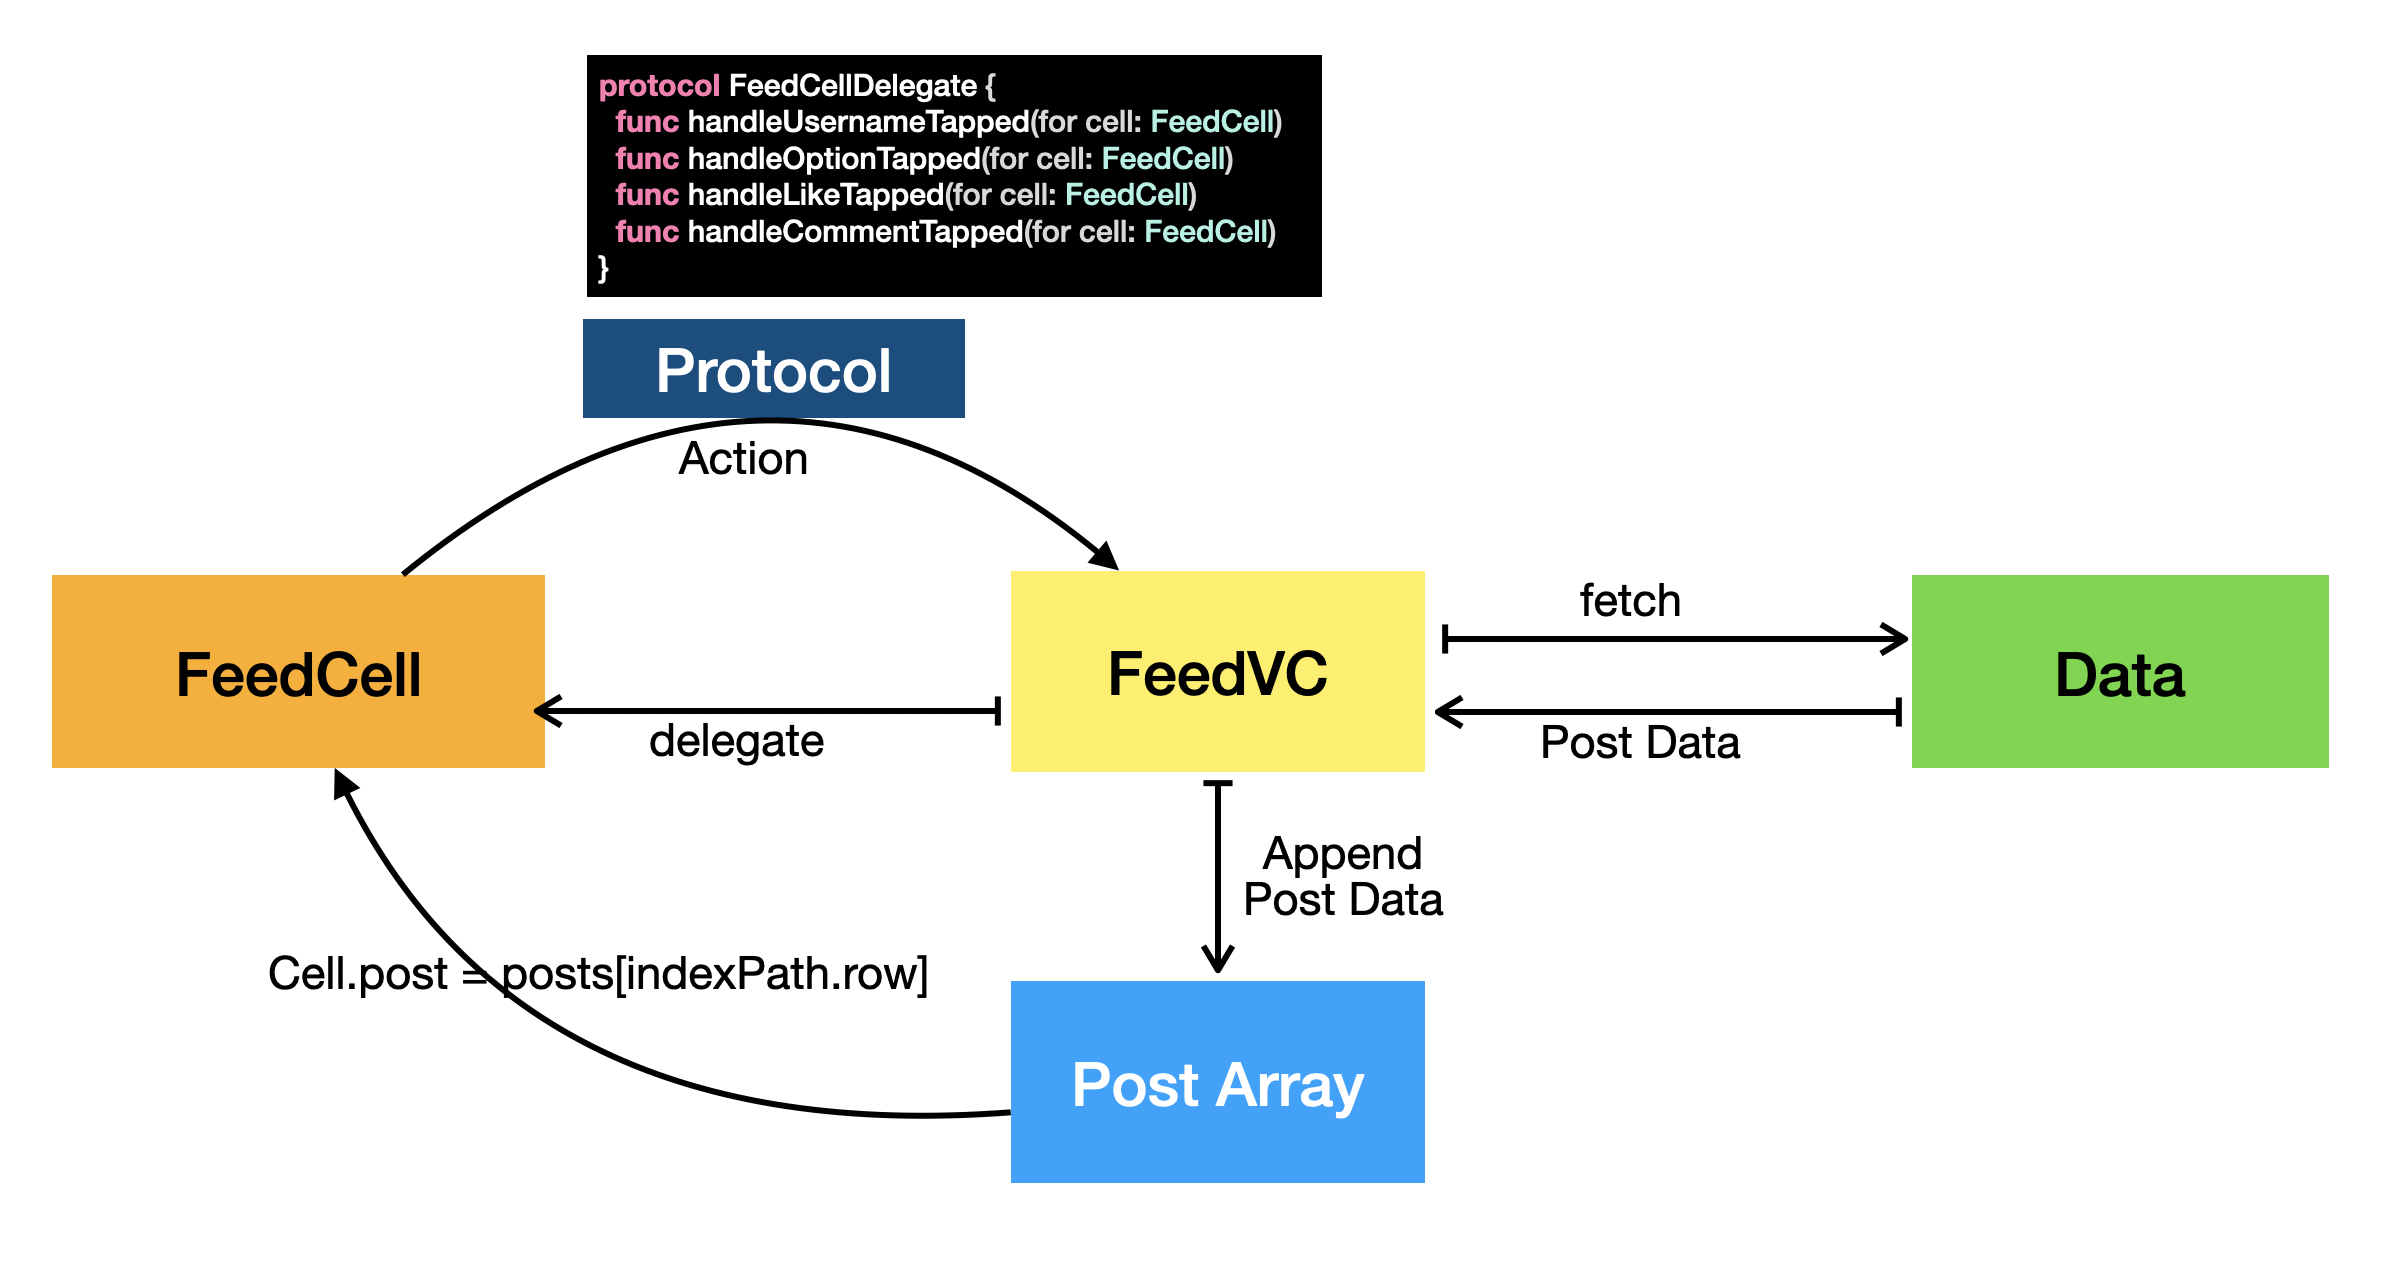 protocol FeedCellDelegate {
func handleUsernameTapped(for cell: FeedCell)
func handleOptionTapped(for cell: FeedCell)
func handleLikeTapped(for cell: FeedCell)
func handleCommentTapped(for cell: FeedCell)
}
Protocol
Action
FeedCell
delegate
FeedVC
fetch
Post Data
Data
Append
Post Data
Cell.post = posts[indexPath.row]
Post Array